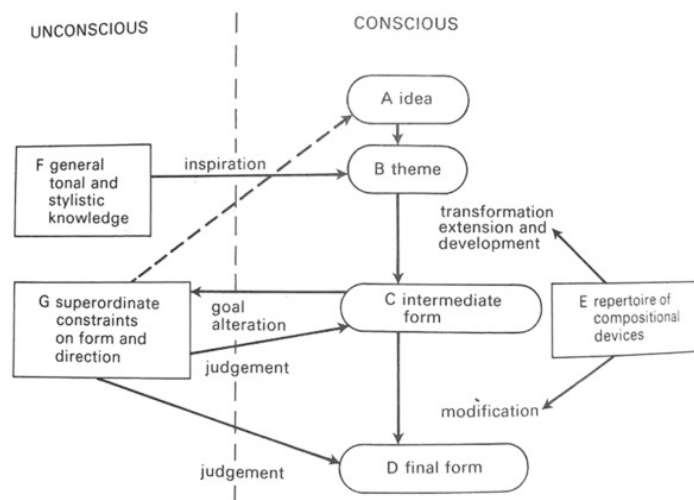 UNCONSCIOUS
CONSCIOUS
A idea
F general
tonal and
stylistic
knowledge
inspiration
B theme
transformation
extension and
development
G superordinate
constraints
on form and
direction
goal
alteration
C intermediate
form
E repertoire of
compositional
devices
judgement
modification
judgement
D final form